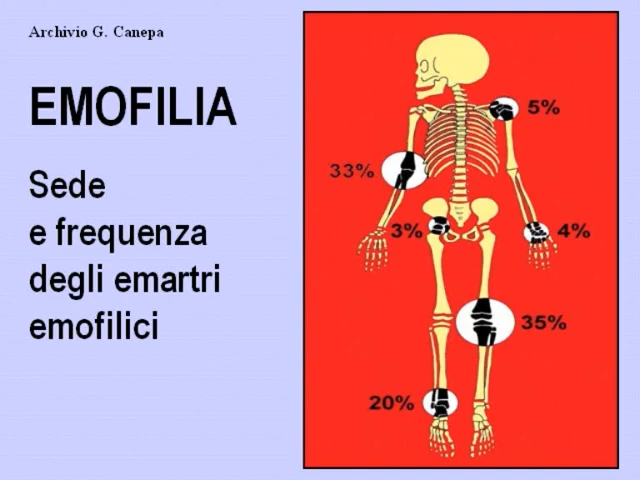 Archivio G. Canepa
EMOFILIA
Sede
e frequenza
degli emartri
emofilici
5%
33%
3%
4%
35%
20%